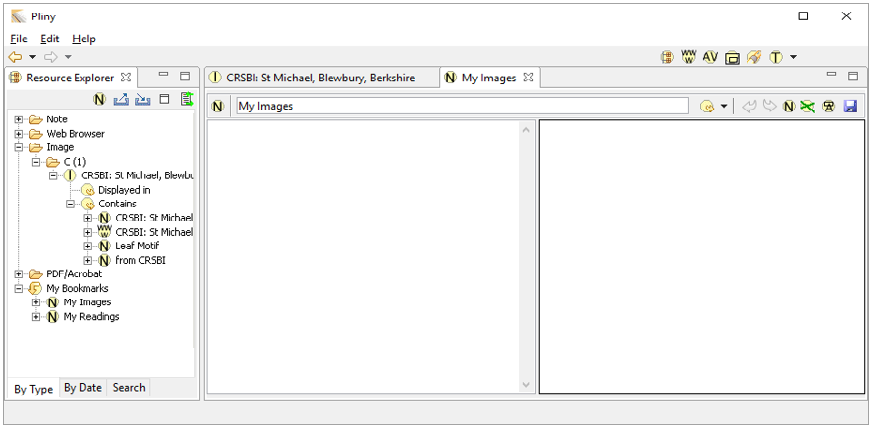 Pliny
File Edit Help
Resource Explorer
CRSBI: St Michael, Blewbury, Berkshire
My Images
My Images
Note
Web Browser
Image
C (1)
CRSBI: St Michael, Blewbu
Displayed in
Contains
CRSBI: St Michael
CRSBI: St Michael
Leaf Motif
from CRSBI
PDF/Acrobat
My Bookmarks
My Images
My Readings
By Type By Date Search